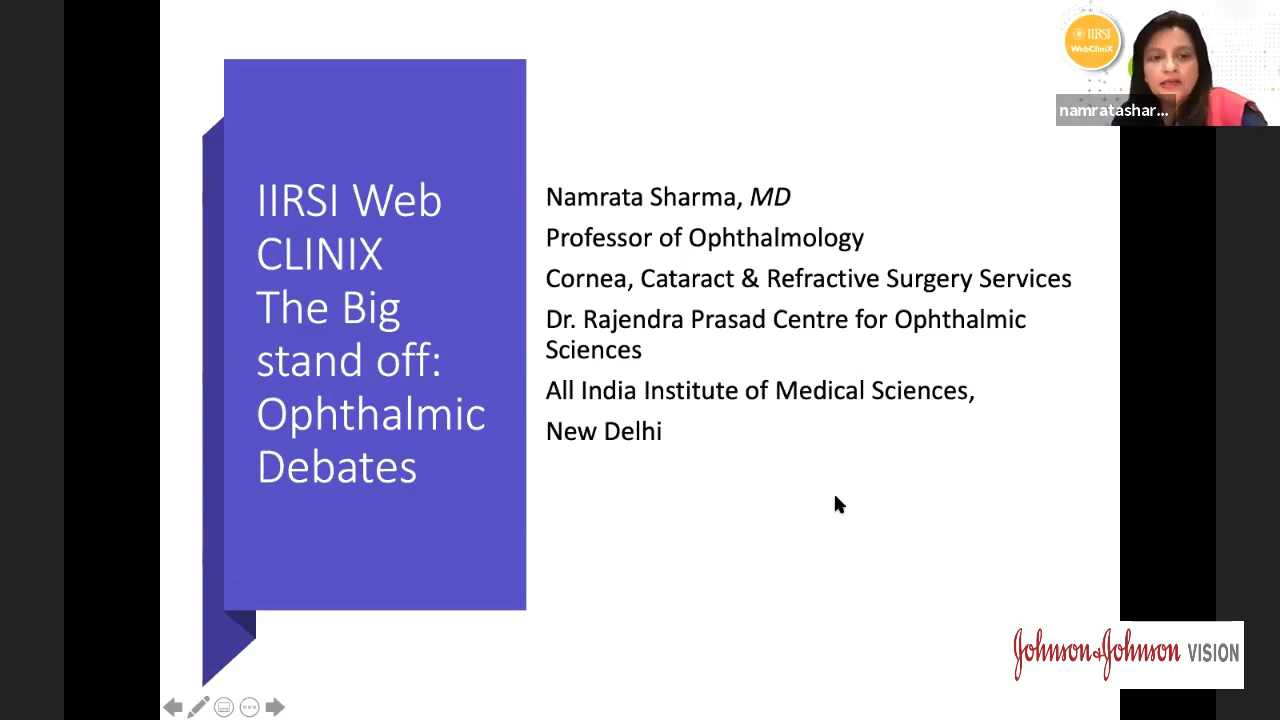 IIRSI
WebCliniX
namratashar...
IIRSI Web
CLINIX
The Big
stand off:
Ophthalmic
Debates
Namrata Sharma, MD
Professor of Ophthalmology
Cornea, Cataract & Refractive Surgery Services
Dr. Rajendra Prasad Centre for Ophthalmic
Sciences
All India Institute of Medical Sciences,
New Delhi
Johnson&Johnson VISION